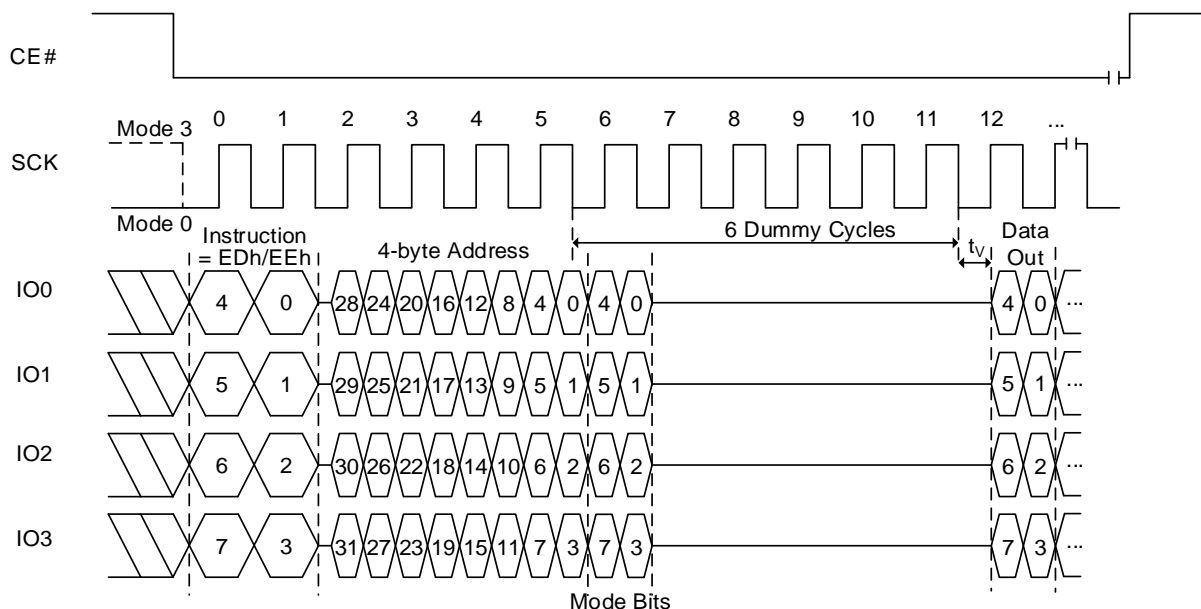 CE#
0 1 2 3 4 5 6 7 8 9 10 11 12 ...
Mode 3
SCK
Mode 0
Instruction
= EDh/EEh
4-byte Address
6 Dummy Cycles
tV
Data
Out
IO0 4 0 28 24 20 16 12 8 4 0 4 0 4 0 ...
IO1 5 1 29 25 21 17 13 9 5 1 5 1 5 1 ...
IO2 6 2 30 26 22 18 14 10 6 2 6 2 6 2 ...
IO3 7 3 31 27 23 19 15 11 7 3 7 3 7 3 ...
Mode Bits